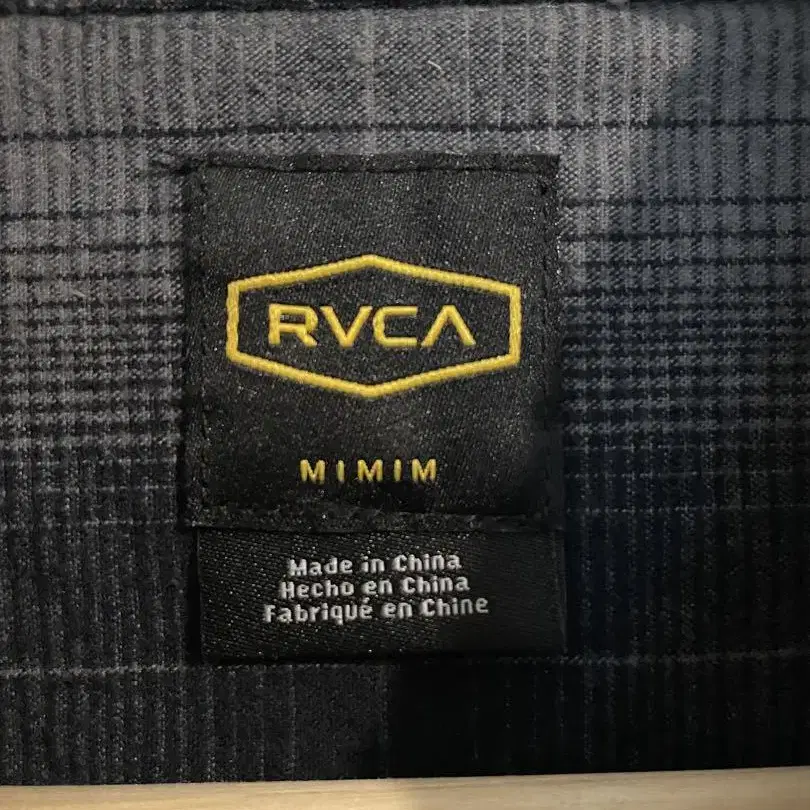 RVCA
MIMIM
Made in China
Hecho en China
Fabriqué en Chine